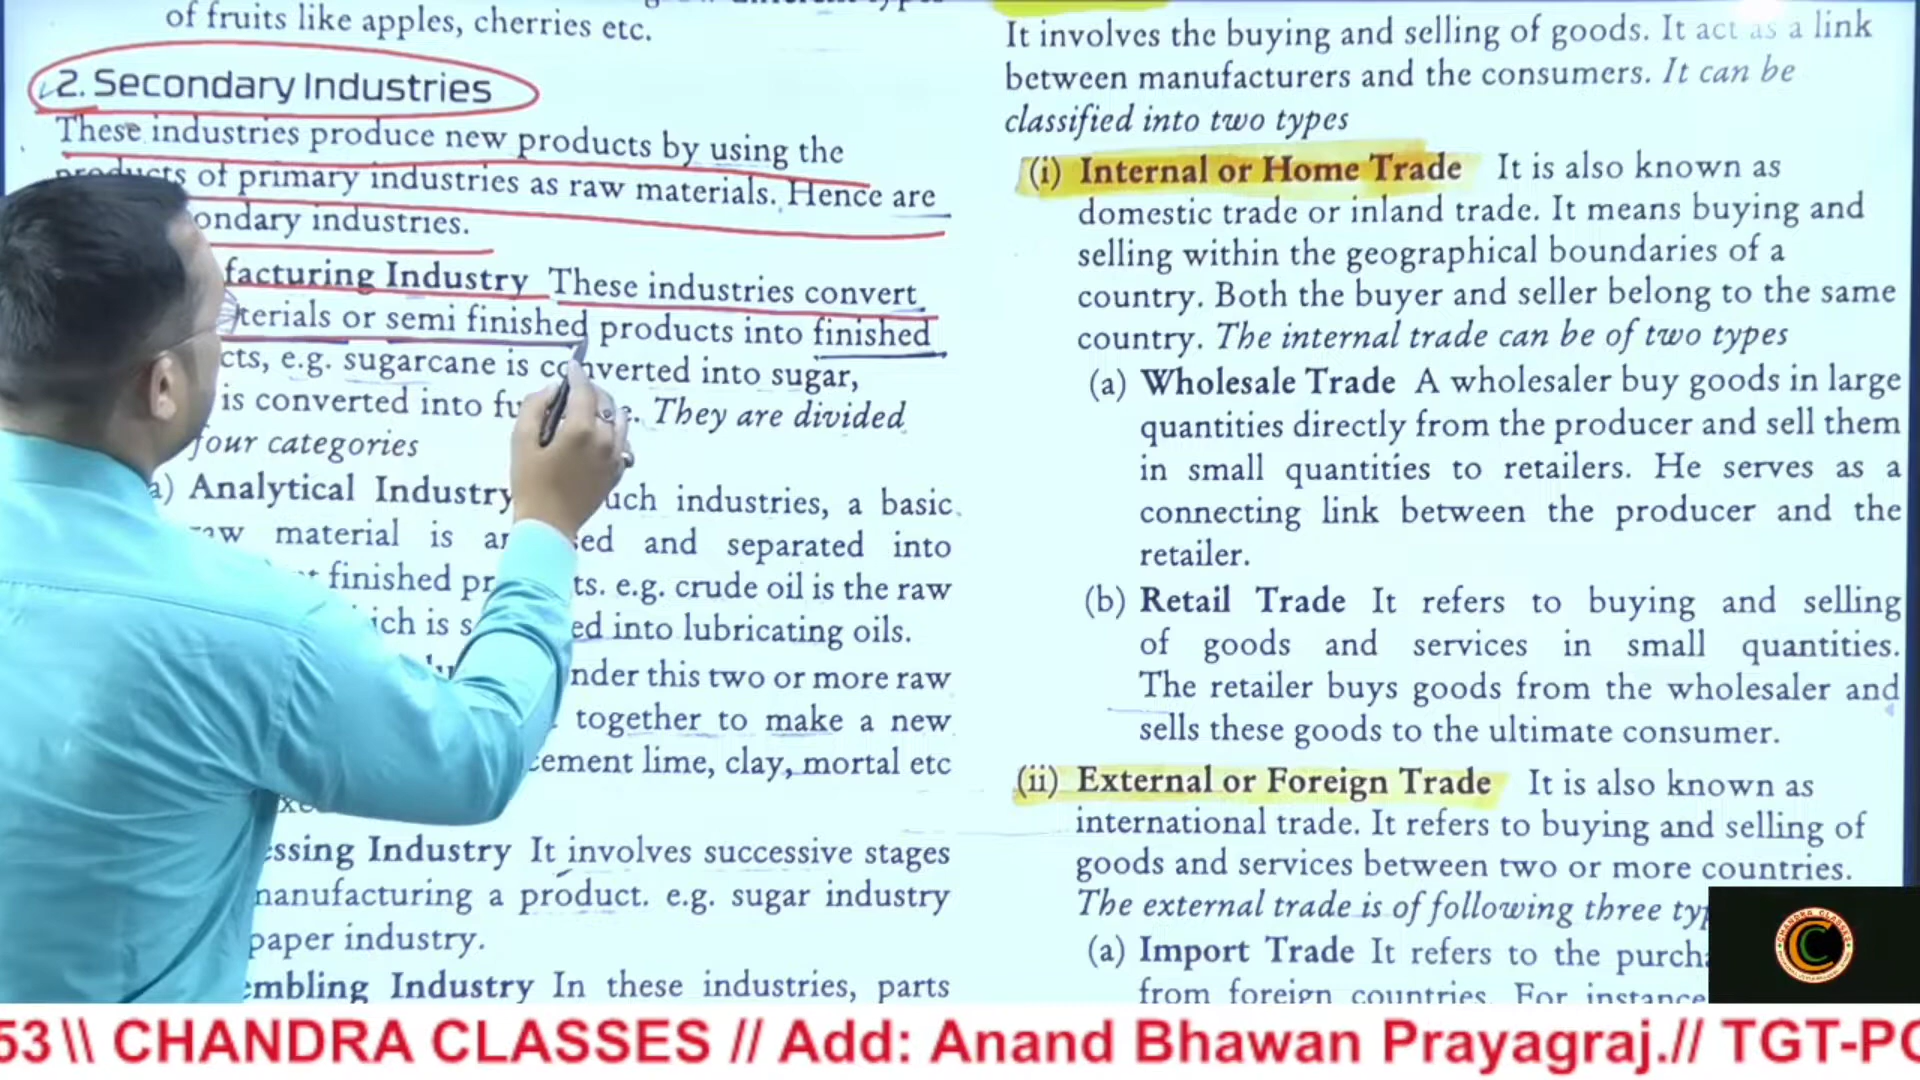 of fruits like apples, cherries etc.
2. Secondary Industries
These industries produce new products by using the
products of primary industries as raw materials. Hence are
ondary industries.
facturing Industry These industries convert
terials or semi finished products into finished
cts, e.g. sugarcane is converted into sugar,
is converted into They are divided
four categories
a) Analytical Industry uch industries, a basic
material is and separated into
finished ts. e.g. crude oil is the raw
ich is ed into lubricating oils.
nder this two or more raw
together to make a new
cement lime, clay, mortal etc
ssing Industry It involves successive stages
manufacturing a product. e.g. sugar industry
paper industry.
mbling Industry In these industries, parts
It involves the buying and selling of goods. It act as a link
between manufacturers and the consumers. It can be
classified into two types
(i) Internal or Home Trade It is also known as
domestic trade or inland trade. It means buying and
selling within the geographical boundaries of a
country. Both the buyer and seller belong to the same
country. The internal trade can be of two types
(a) Wholesale Trade A wholesaler buy goods in large
quantities directly from the producer and sell them
in small quantities to retailers. He serves as a
connecting link between the producer and the
retailer.
(b) Retail Trade It refers to buying and selling
of goods and services in small quantities.
The retailer buys goods from the wholesaler and
sells these goods to the ultimate consumer.
(ii) External or Foreign Trade It is also known as
international trade. It refers to buying and selling of
goods and services between two or more countries.
The external trade is of following three typ
(a) Import Trade It refers to the purch
from foreign countries. For instance
CHANDRA CLASSES
53 \\ CHANDRA CLASSES // Add: Anand Bhawan Prayagraj.// TGT-PG